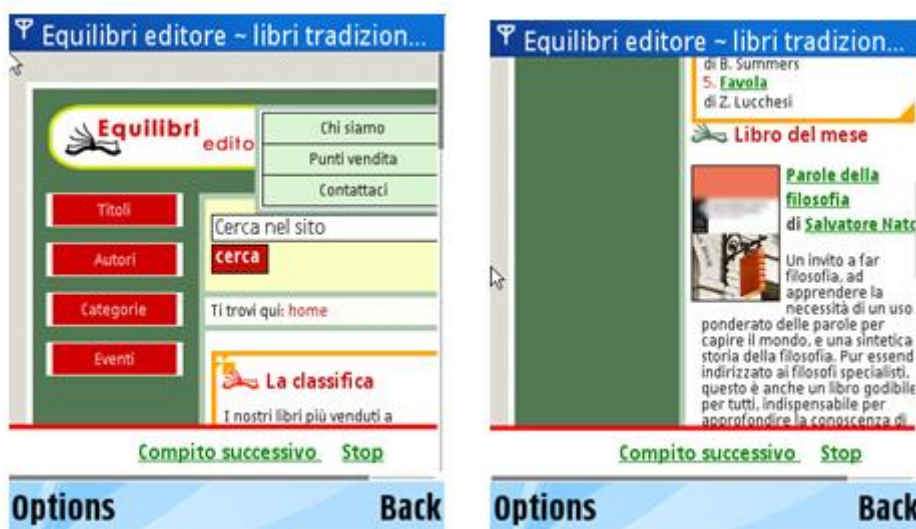 Equilibri editore ~ libri tradizion...
Equilibri
edito
Chi siamo
Punti vendita
Contattaci
Titoli
Autori
Categorie
Eventi
Cerca nel sito
cerca
Ti trovi qui: home
La classifica
I nostri libri più venduti a
Compito successivo Stop
Options Back
Equilibri editore ~ libri tradizion...
di B. Summers
5. Favola
di Z. Lucchesi
Libro del mese
Parole della
filosofia
di Salvatore Nato
Un invito a far
filosofia, ad
apprendere la
necessità di un uso
ponderato delle parole per
capire il mondo, e una sintetica
storia della filosofia. Pur essend
indirizzato ai filosofi specialisti,
questo è anche un libro godibile
per tutti, indispensabile per
approfondire la conoscenza di
Compito successivo Stop
Options Back